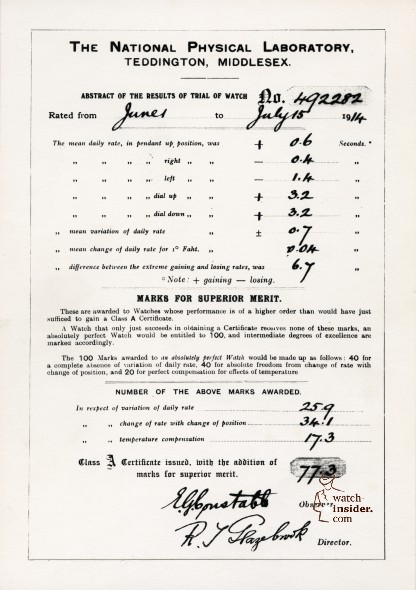 THE NATIONAL PHYSICAL LABORATORY,
TEDDINGTON, MIDDLESEX.
ABSTRACT OF THE RESULTS OF TRIAL OF WATCH No. 492282
Rated from June 1 to July 15 1914
The mean daily rate, in pendant up position, was + 0.6 Seconds.*
„ „ „ „ right „ „ − 0.4 „
„ „ „ „ left „ „ − 1.4 „
„ „ „ „ dial up „ + 3.2 „
„ „ „ „ dial down „ + 3.2 „
„ mean variation of daily rate „ ± 0.7 „
„ mean change of daily rate for 1° Faht. „ 0.04 „
„ difference between the extreme gaining and losing rates, was 6.7 „
* Note: + gaining — losing.
MARKS FOR SUPERIOR MERIT.
These are awarded to Watches whose performance is of a higher order than would have just
sufficed to gain a Class A Certificate.
A Watch that only just succeeds in obtaining a Certificate receives none of these marks, an
absolutely perfect Watch would be entitled to 100, and intermediate degrees of excellence are
marked accordingly.
The 100 Marks awarded to an absolutely perfect Watch would be made up as follows: 40 for
a complete absence of variation of daily rate, 40 for absolute freedom from change of rate with
change of position, and 20 for perfect compensation for effects of temperature
NUMBER OF THE ABOVE MARKS AWARDED.
In respect of variation of daily rate 25.9
„ „ change of rate with change of position 34.1
„ „ temperature compensation 17.3
Class A Certificate issued, with the addition of 77.3
marks for superior merit.
E.G. Constable Observer.
R. T. Glazebrook Director.
watch-
insider.
com